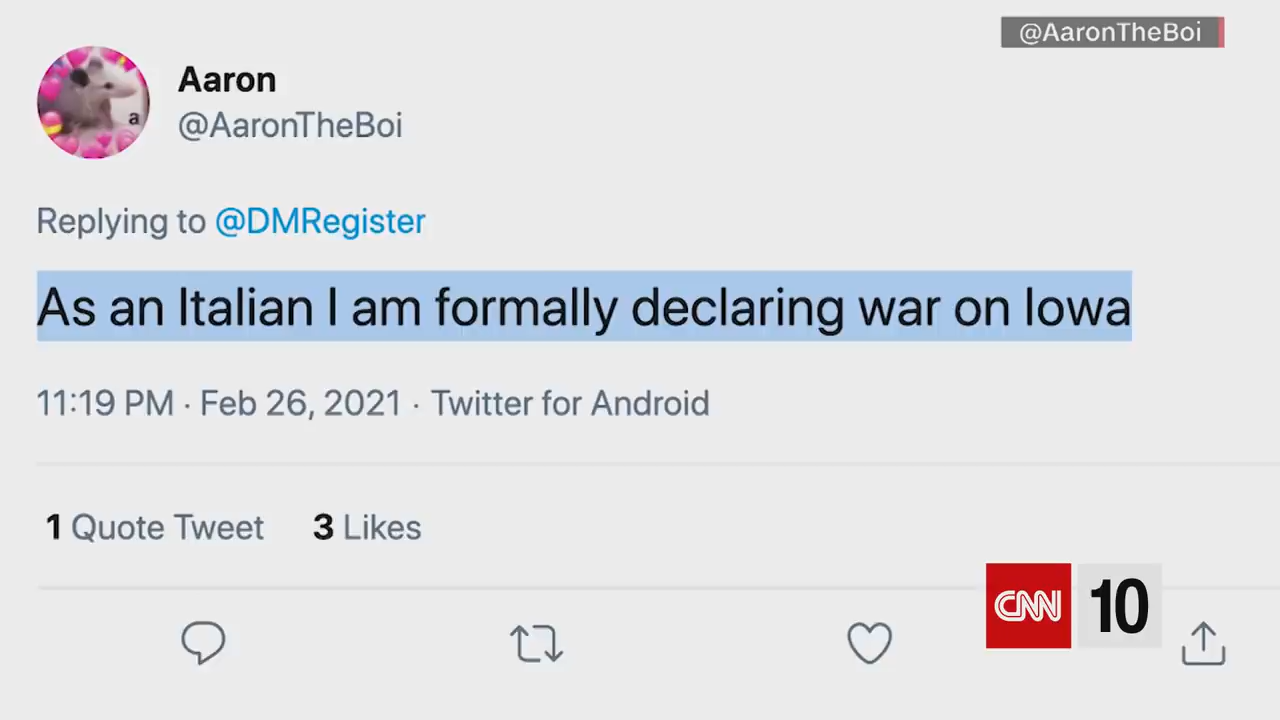 @AaronTheBoi
a
Aaron
@AaronTheBoi
Replying to @DMRegister
As an Italian I am formally declaring war on Iowa
11:19 PM · Feb 26, 2021 · Twitter for Android
1 Quote Tweet 3 Likes
CNN 10